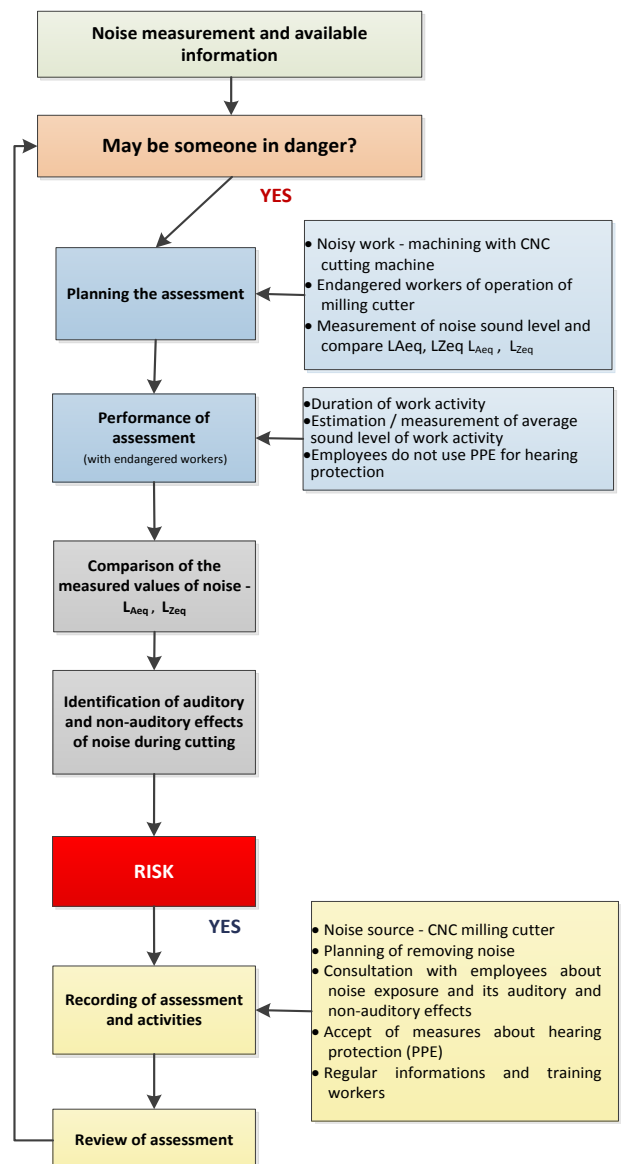 Noise measurement and available
information
May be someone in danger?
YES
Planning the assessment
• Noisy work - machining with CNC
cutting machine
• Endangered workers of operation of
milling cutter
• Measurement of noise sound level and
compare LAeq, LZeq LAeq , LZeq
Performance of
assessment
(with endangered workers)
•Duration of work activity
•Estimation / measurement of average
sound level of work activity
•Employees do not use PPE for hearing
protection
Comparison of the
measured values of noise -
LAeq , LZeq
Identification of auditory
and non-auditory effects
of noise during cutting
RISK
YES
Recording of assessment
and activities
• Noise source - CNC milling cutter
• Planning of removing noise
• Consultation with employees about
noise exposure and its auditory and
non-auditory effects
• Accept of measures about hearing
protection (PPE)
• Regular informations and training
workers
Review of assessment